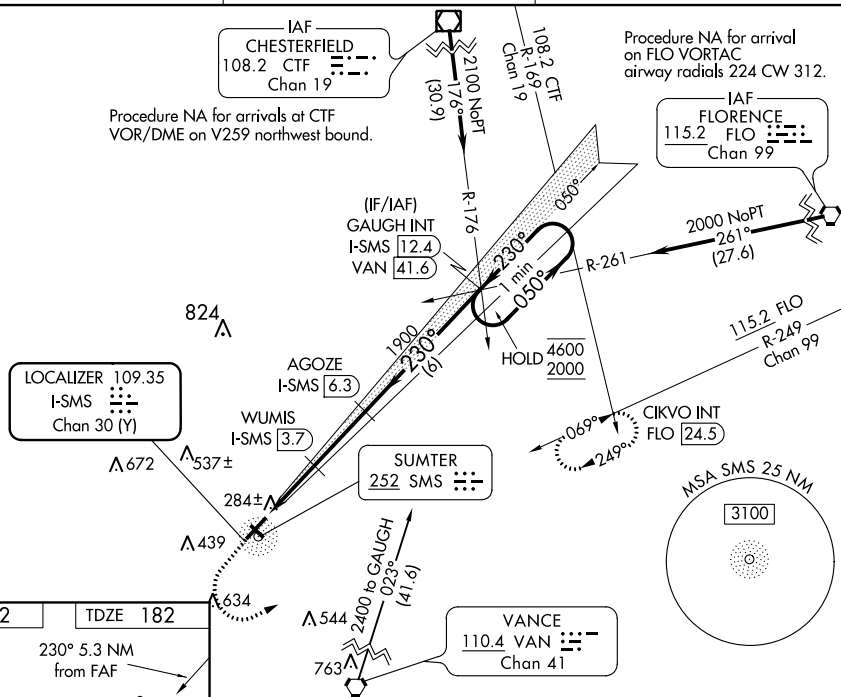 IAF
CHESTERFIELD
108.2 CTF
Chan 19
2100 NoPT
176°
(30.9)
108.2 CTF
R-169
Chan 19
Procedure NA for arrival
on FLO VORTAC
airway radials 224 CW 312.
IAF
FLORENCE
115.2 FLO
Chan 99
Procedure NA for arrivals at CTF
VOR/DME on V259 northwest bound.
R-176
050°
(IF/IAF)
GAUGH INT
I-SMS 12.4
VAN 41.6
2000 NoPT
261°
(27.6)
R-261
230°
1 min
050°
HOLD 4600
2000
824
1900
230°
(6)
115.2 FLO
R-249
Chan 99
AGOZE
I-SMS 6.3
LOCALIZER 109.35
I-SMS
Chan 30 (Y)
WUMIS
I-SMS 3.7
CIKVO INT
FLO 24.5
069°
249°
672
537±
SUMTER
252 SMS
284±
439
MSA SMS 25 NM
3100
634
544
2400 to GAUGH
023°
(41.6)
763
VANCE
110.4 VAN
Chan 41
2
TDZE 182
230° 5.3 NM
from FAF